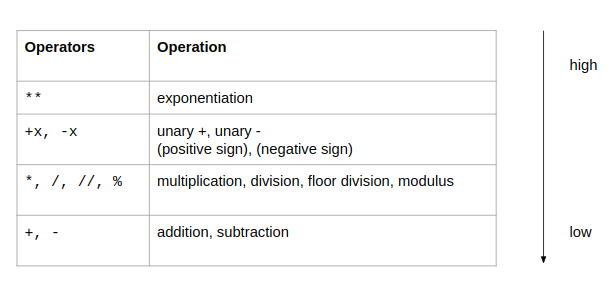 Operators Operation
high
** exponentiation
+x, -x unary +, unary -
(positive sign), (negative sign)
*, /, //, % multiplication, division, floor division, modulus
+, - addition, subtraction
low